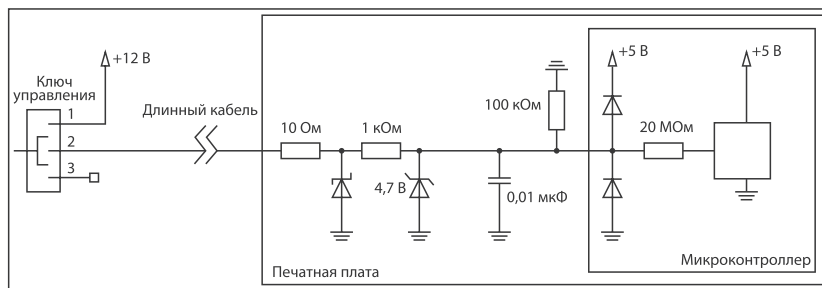 +12 В
+5 В
+5 В
Ключ
управления
1
Длинный кабель
100 кОм
2
10 Ом
1 кОм
20 МОм
3
4,7 В
0,01 мкФ
Печатная плата
Микроконтроллер